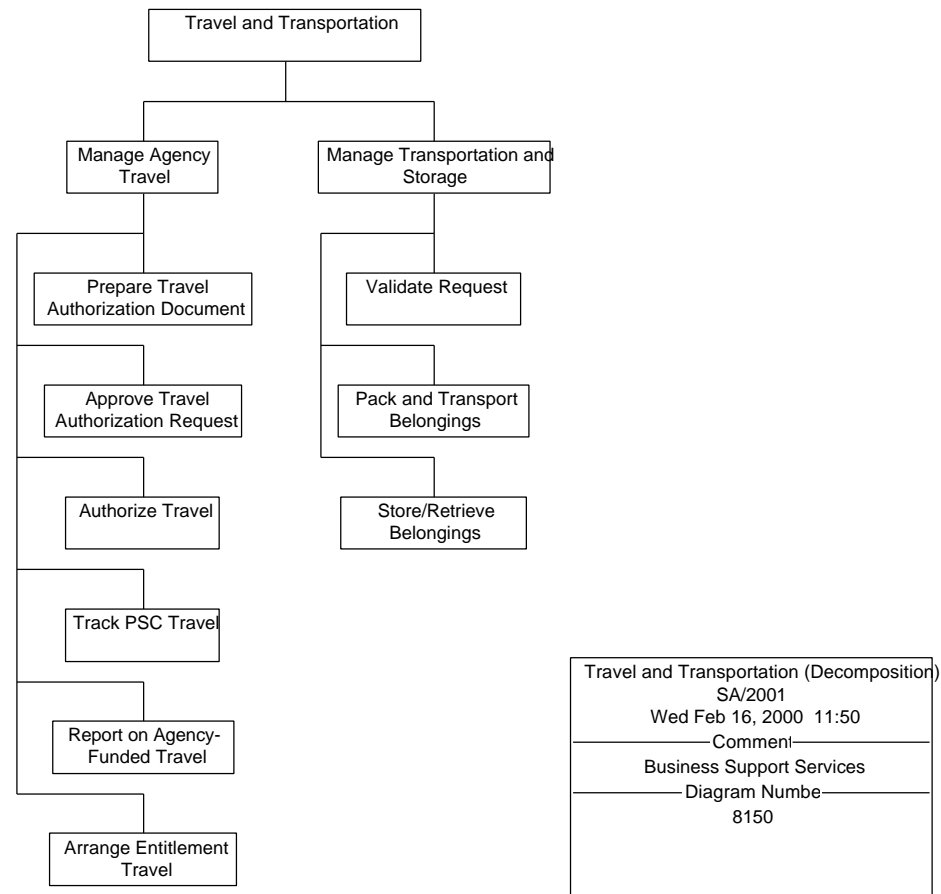 Travel and Transportation
Manage Agency
Travel
Manage Transportation and
Storage
Prepare Travel
Authorization Document
Validate Request
Approve Travel
Authorization Request
Pack and Transport
Belongings
Authorize Travel
Store/Retrieve
Belongings
Track PSC Travel
Report on Agency-
Funded Travel
Arrange Entitlement
Travel
Travel and Transportation (Decomposition)
SA/2001
Wed Feb 16, 2000 11:50
Comment
Business Support Services
Diagram Numbe
8150